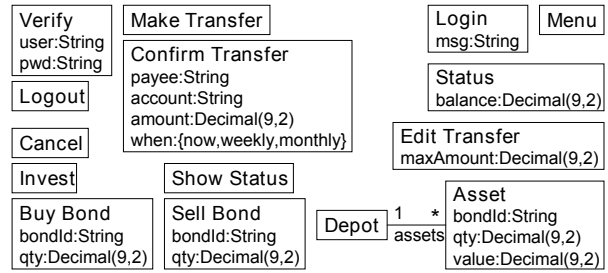 Verify
user:String
pwd:String
Make Transfer
Login
msg:String
Menu
Confirm Transfer
payee:String
account:String
amount:Decimal(9,2)
when:{now,weekly,monthly}
Logout
Status
balance:Decimal(9,2)
Cancel
Edit Transfer
maxAmount:Decimal(9,2)
Invest
Show Status
Buy Bond
bondId:String
qty:Decimal(9,2)
Sell Bond
bondId:String
qty:Decimal(9,2)
Depot
1 *
assets
Asset
bondId:String
qty:Decimal(9,2)
value:Decimal(9,2)